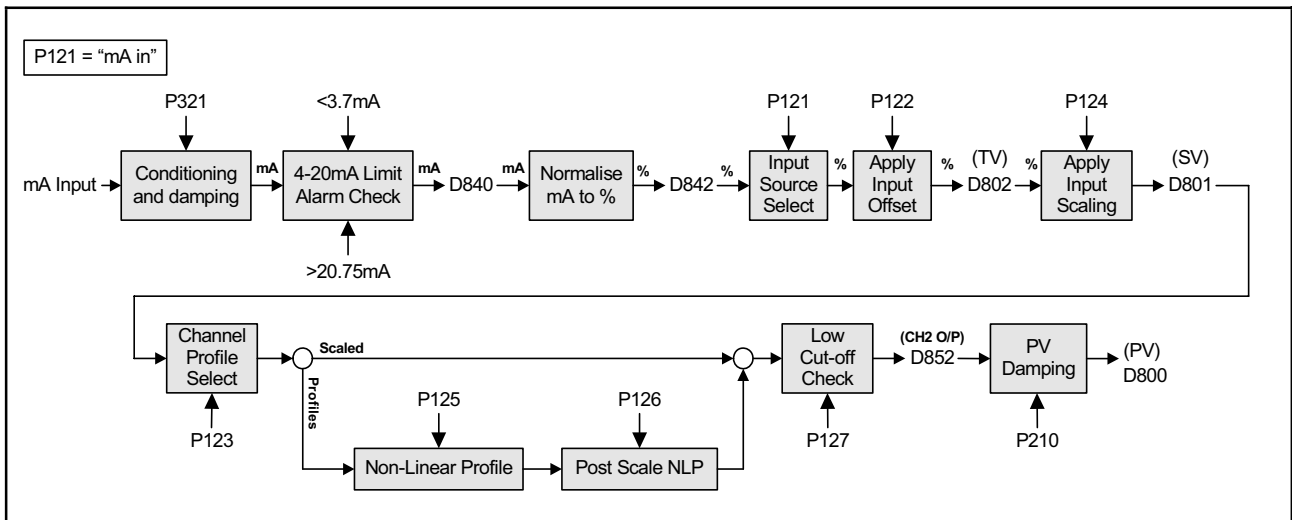 P121 = “mA in”
P321
<3.7mA
P121
P122
P124
mA Input
Conditioning
and damping
mA
4-20mA Limit
Alarm Check
mA
D840
mA
Normalise
mA to %
%
D842
%
Input
Source
Select
%
Apply
Input
Offset
%
(TV)
D802
%
Apply
Input
Scaling
(SV)
D801
>20.75mA
Channel
Profile
Select
Scaled
Profiles
Low
Cut-off
Check
(CH2 O/P)
D852
PV
Damping
(PV)
D800
P123
P125
P126
P127
P210
Non-Linear Profile
Post Scale NLP